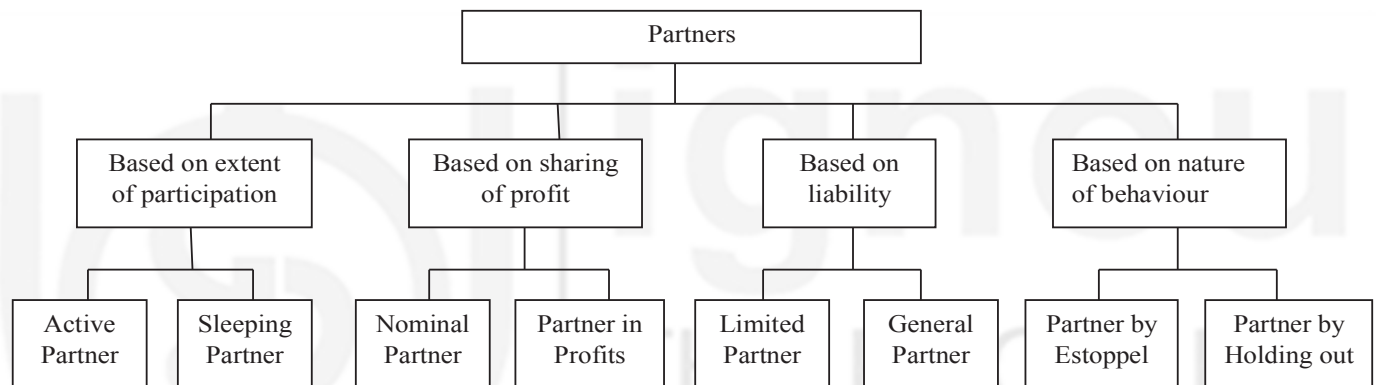 Partners
Based on extent
of participation
Based on sharing
of profit
Based on
liability
Based on nature
of behaviour
Active
Partner
Sleeping
Partner
Nominal
Partner
Partner in
Profits
Limited
Partner
General
Partner
Partner by
Estoppel
Partner by
Holding out
ignou